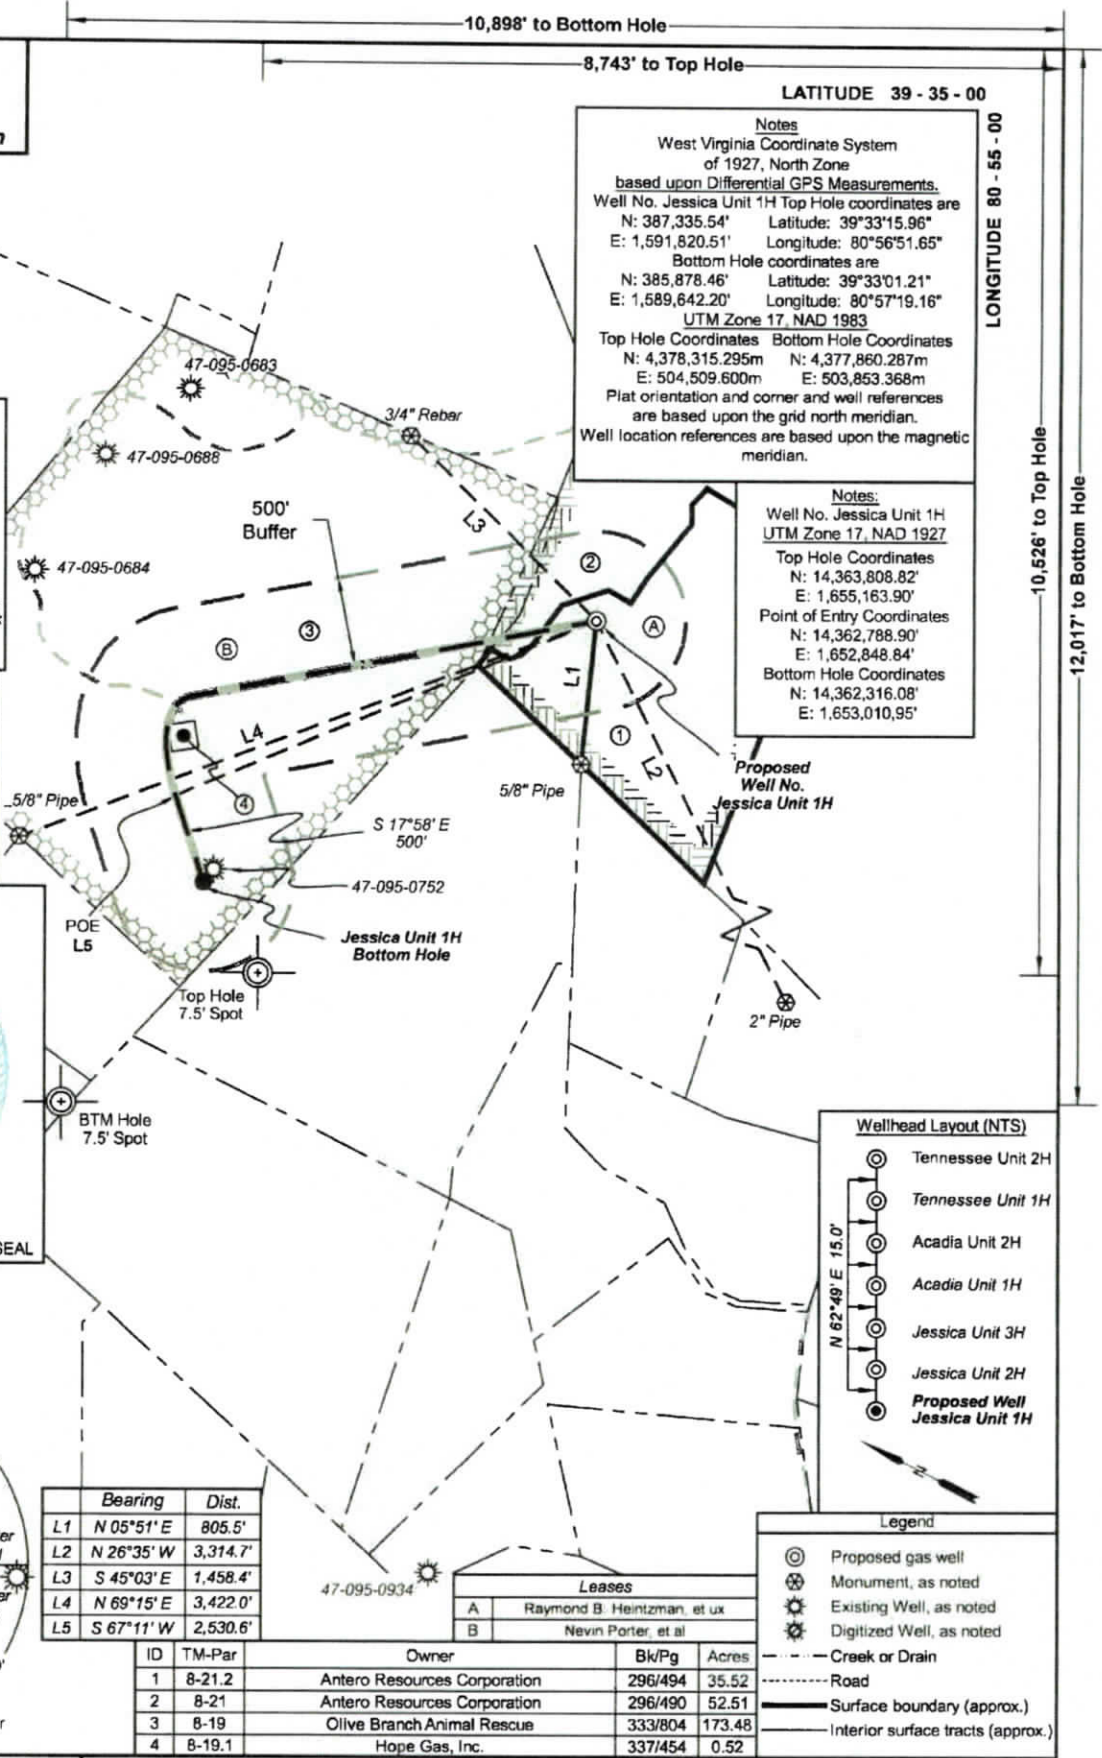 10,898' to Bottom Hole
8,743' to Top Hole
LATITUDE 39 - 35 - 00
LONGITUDE 80 - 55 - 00
10,526' to Top Hole
12,017' to Bottom Hole
Notes
West Virginia Coordinate System
of 1927, North Zone
based upon Differential GPS Measurements.
Well No. Jessica Unit 1H Top Hole coordinates are
N: 387,335.54' Latitude: 39°33'15.96"
E: 1,591,820.51' Longitude: 80°56'51.65"
Bottom Hole coordinates are
N: 385,878.46' Latitude: 39°33'01.21"
E: 1,589,642.20' Longitude: 80°57'19.16"
UTM Zone 17, NAD 1983
Top Hole Coordinates Bottom Hole Coordinates
N: 4,378,315.295m N: 4,377,860.287m
E: 504,509.600m E: 503,853.368m
Plat orientation and corner and well references
are based upon the grid north meridian.
Well location references are based upon the magnetic
meridian.
Notes:
Well No. Jessica Unit 1H
UTM Zone 17, NAD 1927
Top Hole Coordinates
N: 14,363,808.82'
E: 1,655,163.90'
Point of Entry Coordinates
N: 14,362,788.90'
E: 1,652,848.84'
Bottom Hole Coordinates
N: 14,362,316.08'
E: 1,653,010,95'
47-095-0683
3/4" Rebar
47-095-0688
500'
Buffer
L3
47-095-0684
2
3
B
A
L1
L4
1
L2
Proposed
Well No.
Jessica Unit 1H
5/8" Pipe
5/8" Pipe
4
S 17°58' E
500'
47-095-0752
POE
L5
Jessica Unit 1H
Bottom Hole
Top Hole
7.5' Spot
2" Pipe
BTM Hole
7.5' Spot
SEAL
Wellhead Layout (NTS)
Tennessee Unit 2H
Tennessee Unit 1H
Acadia Unit 2H
Acadia Unit 1H
Jessica Unit 3H
Jessica Unit 2H
Proposed Well
Jessica Unit 1H
N 62°49' E 15.0'
N
Bearing Dist.
L1 N 05°51' E 805.5'
L2 N 26°35' W 3,314.7'
L3 S 45°03' E 1,458.4'
L4 N 69°15' E 3,422.0'
L5 S 67°11' W 2,530.6'
47-095-0934
Leases
A Raymond B. Heintzman, et ux
B Nevin Porter, et al
ID TM-Par Owner Bk/Pg Acres
1 8-21.2 Antero Resources Corporation 296/494 35.52
2 8-21 Antero Resources Corporation 296/490 52.51
3 8-19 Olive Branch Animal Rescue 333/804 173.48
4 8-19.1 Hope Gas, Inc. 337/454 0.52
Legend
Proposed gas well
Monument, as noted
Existing Well, as noted
Digitized Well, as noted
Creek or Drain
Road
Surface boundary (approx.)
Interior surface tracts (approx.)